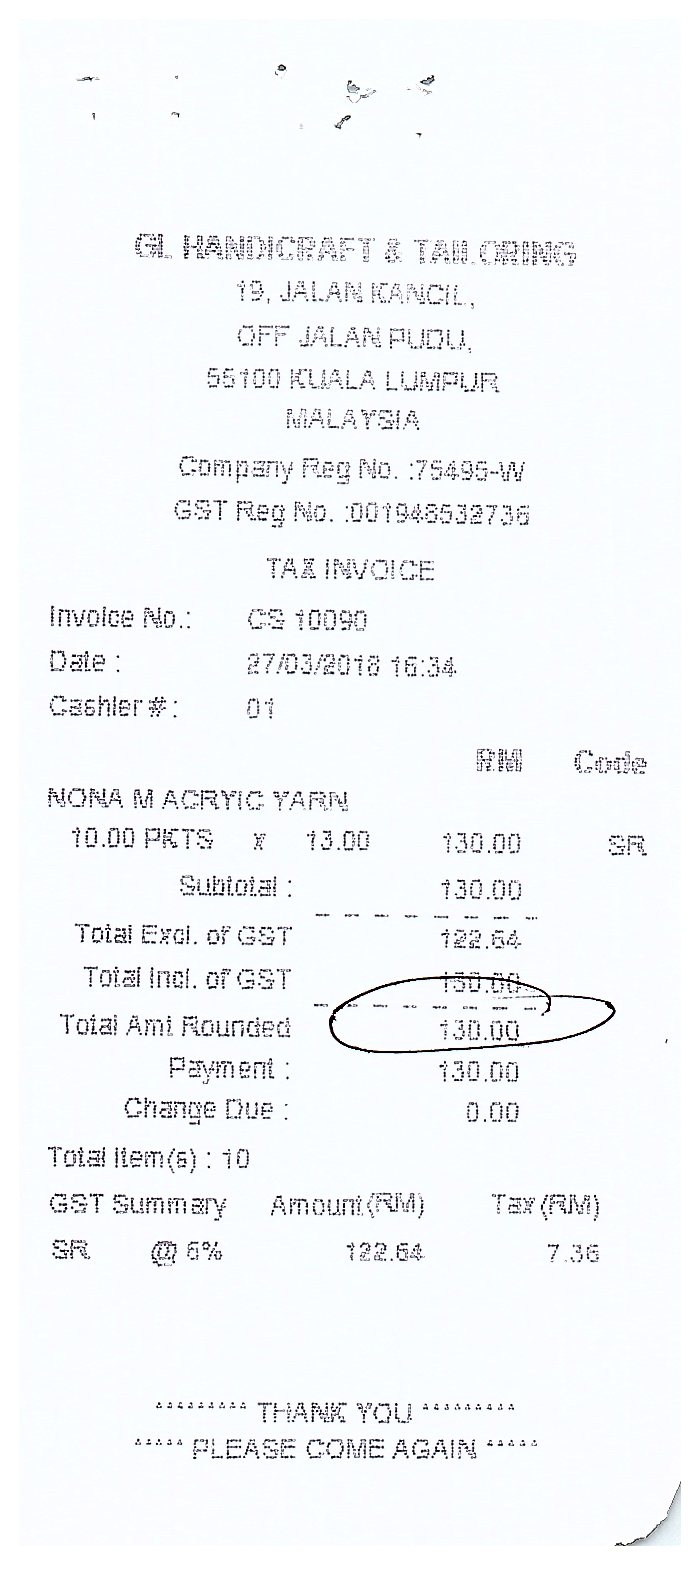 GL HANDICRAFT & TAILORING
19, JALAN KANCIL,
OFF JALAN PUDU,
55100 KUALA LUMPUR
MALAYSIA
Company Reg No. :75495-W
GST Reg No. :001948532736
TAX INVOICE
Invoice No.: CS 10090
Date : 27/03/2018 16:34
Cashier # : 01
RM Code
NONA M ACRYIC YARN
10.00 PKTS x 13.00 130.00 SR
Subtotal : 130.00
Total Excl. of GST 122.64
Total Incl. of GST 130.00
Total Amt Rounded 130.00
Payment : 130.00
Change Due : 0.00
Total Item(s) : 10
GST Summary Amount(RM) Tax(RM)
SR @ 6% 122.64 7.36
********* THANK YOU *********
***** PLEASE COME AGAIN *****